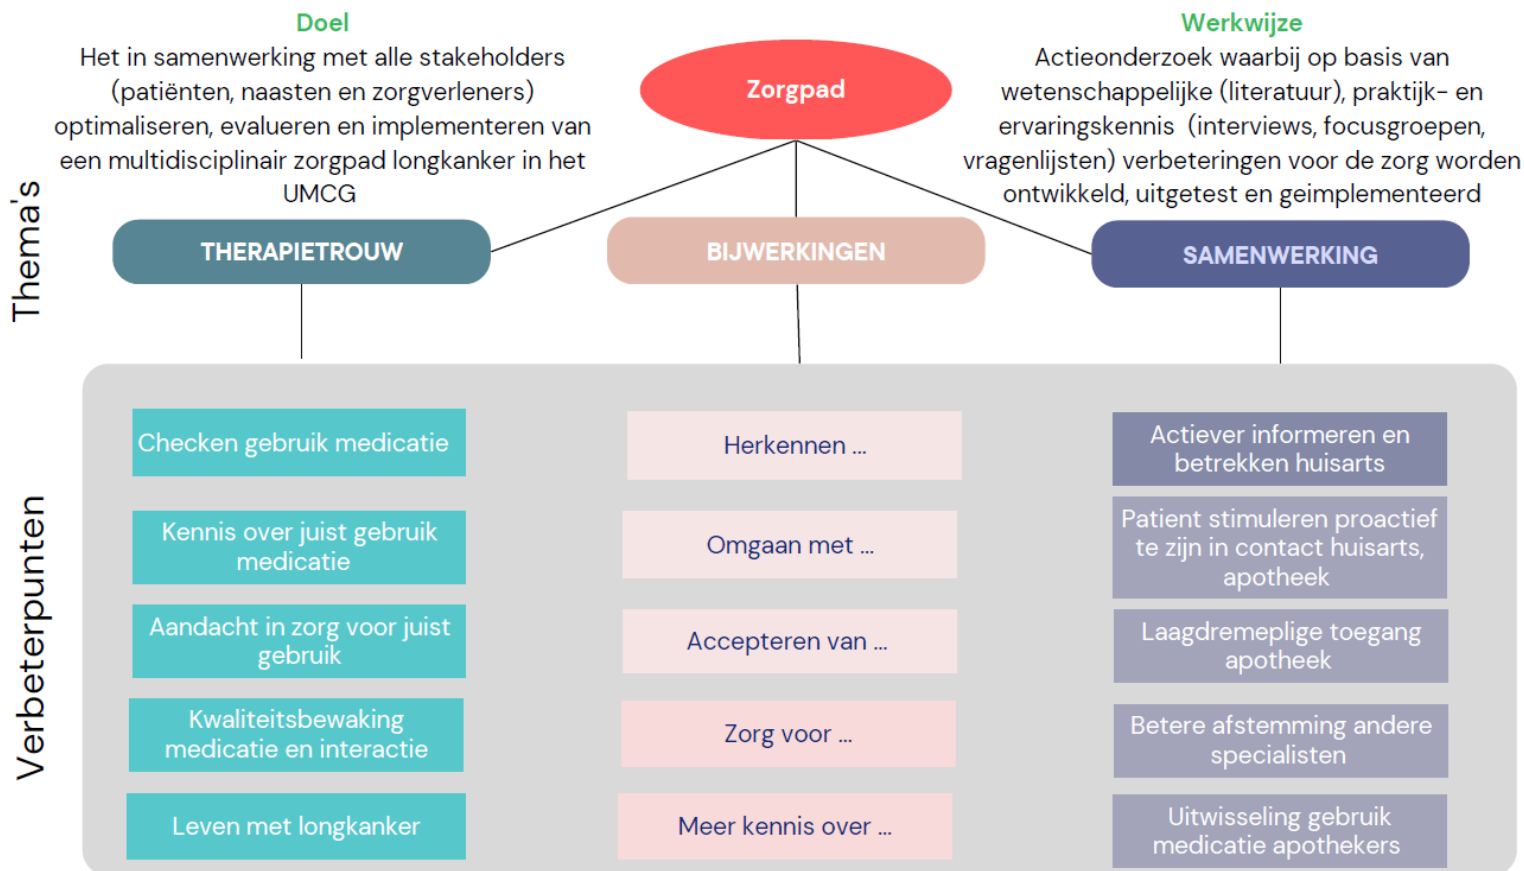 Doel
Het in samenwerking met alle stakeholders
(patiënten, naasten en zorgverleners)
optimaliseren, evalueren en implementeren van
een multidisciplinair zorgpad longkanker in het
UMCG
Zorgpad
Werkwijze
Actieonderzoek waarbij op basis van
wetenschappelijke (literatuur), praktijk- en
ervaringskennis (interviews, focusgroepen,
vragenlijsten) verbeteringen voor de zorg worden
ontwikkeld, uitgetest en geimplementeerd
Thema's
THERAPIETROUW
BIJWERKINGEN
SAMENWERKING
Verbeterpunten
Checken gebruik medicatie
Kennis over juist gebruik
medicatie
Aandacht in zorg voor juist
gebruik
Kwaliteitsbewaking
medicatie en interactie
Leven met longkanker
Herkennen ...
Omgaan met ...
Accepteren van ...
Zorg voor ...
Meer kennis over ...
Actiever informeren en
betrekken huisarts
Patient stimuleren proactief
te zijn in contact huisarts,
apotheek
Laagdremeplige toegang
apotheek
Betere afstemming andere
specialisten
Uitwisseling gebruik
medicatie apothekers